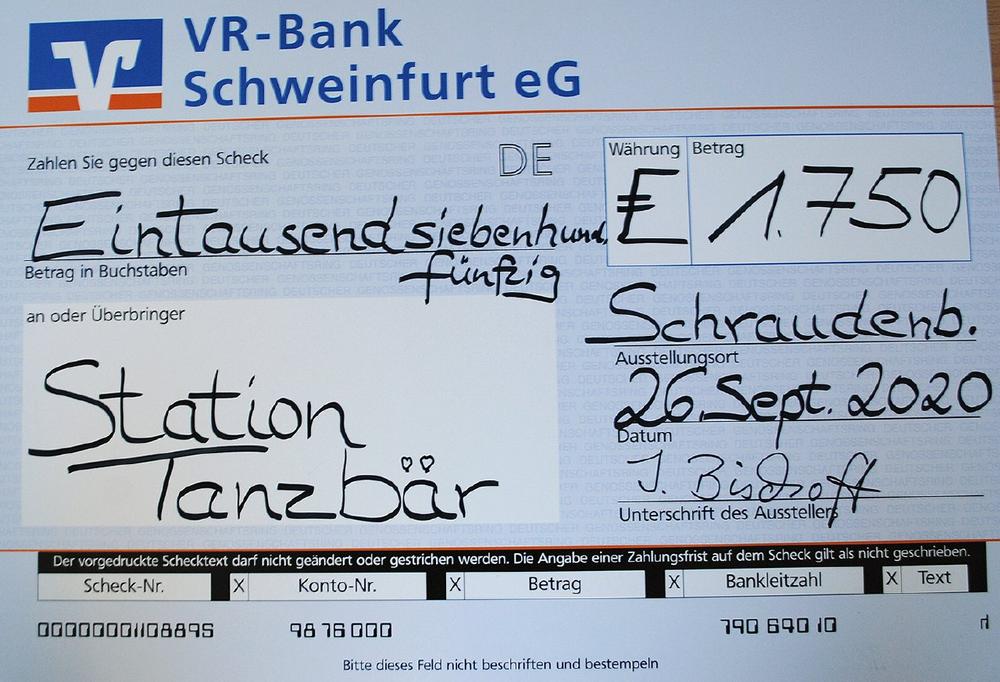 VR-Bank
Schweinfurt eG
Zahlen Sie gegen diesen Scheck
DE
Währung Betrag
Eintausendsiebenhund.
€ 1.750
Betrag in Buchstaben
fünfzig
an oder Überbringer
Schraudenb.
Ausstellungsort
Station
26. Sept. 2020
Datum
Tanzbär
J. Bischoff
Unterschrift des Ausstellers
Der vorgedruckte Schecktext darf nicht geändert oder gestrichen werden. Die Angabe einer Zahlungsfrist auf dem Scheck gilt als nicht geschrieben.
Scheck-Nr. X Konto-Nr. X Betrag X Bankleitzahl X Text
00000001108895 9876000 790 690 10
Bitte dieses Feld nicht beschriften und bestempeln